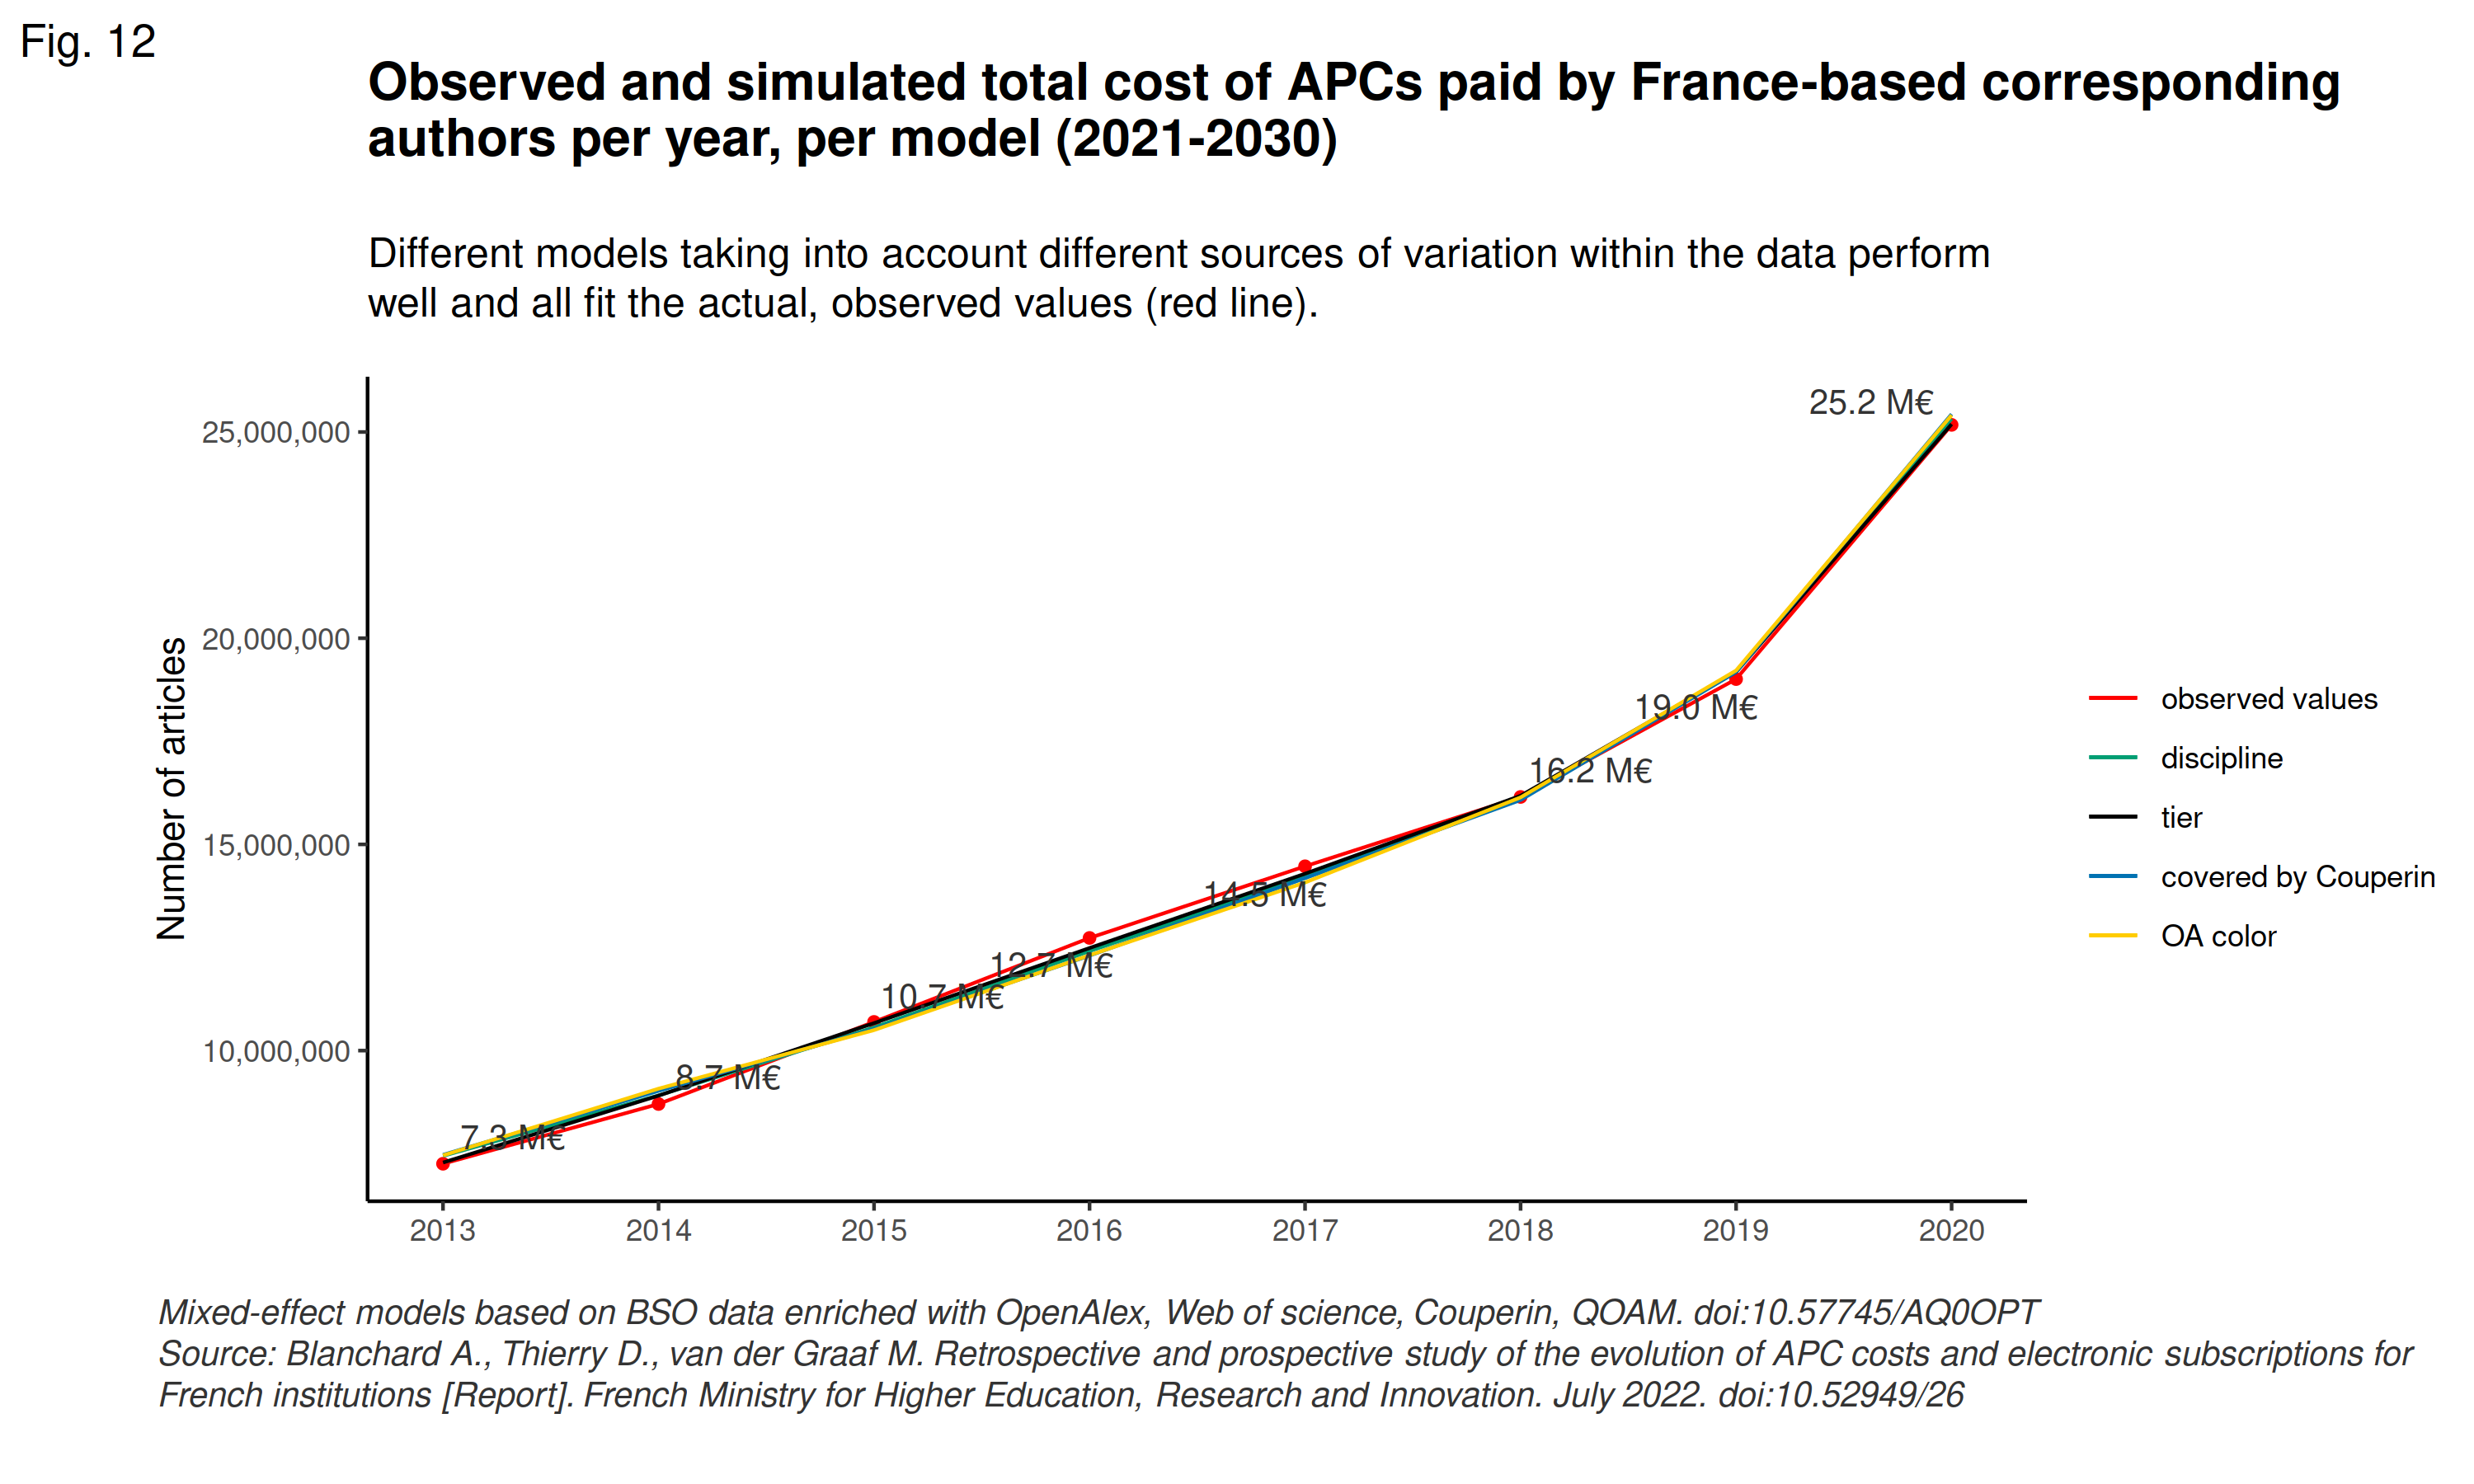 Fig. 12
Observed and simulated total cost of APCs paid by France-based corresponding
authors per year, per model (2021-2030)
Different models taking into account different sources of variation within the data perform
well and all fit the actual, observed values (red line).
Number of articles
25,000,000
20,000,000
15,000,000
10,000,000
7.3 M€
8.7 M€
10.7 M€
12.7 M€
14.5 M€
16.2 M€
19.0 M€
25.2 M€
2013
2014
2015
2016
2017
2018
2019
2020
observed values
discipline
tier
covered by Couperin
OA color
Mixed-effect models based on BSO data enriched with OpenAlex, Web of science, Couperin, QOAM. doi:10.57745/AQ0OPT
Source: Blanchard A., Thierry D., van der Graaf M. Retrospective and prospective study of the evolution of APC costs and electronic subscriptions for
French institutions [Report]. French Ministry for Higher Education, Research and Innovation. July 2022. doi:10.52949/26